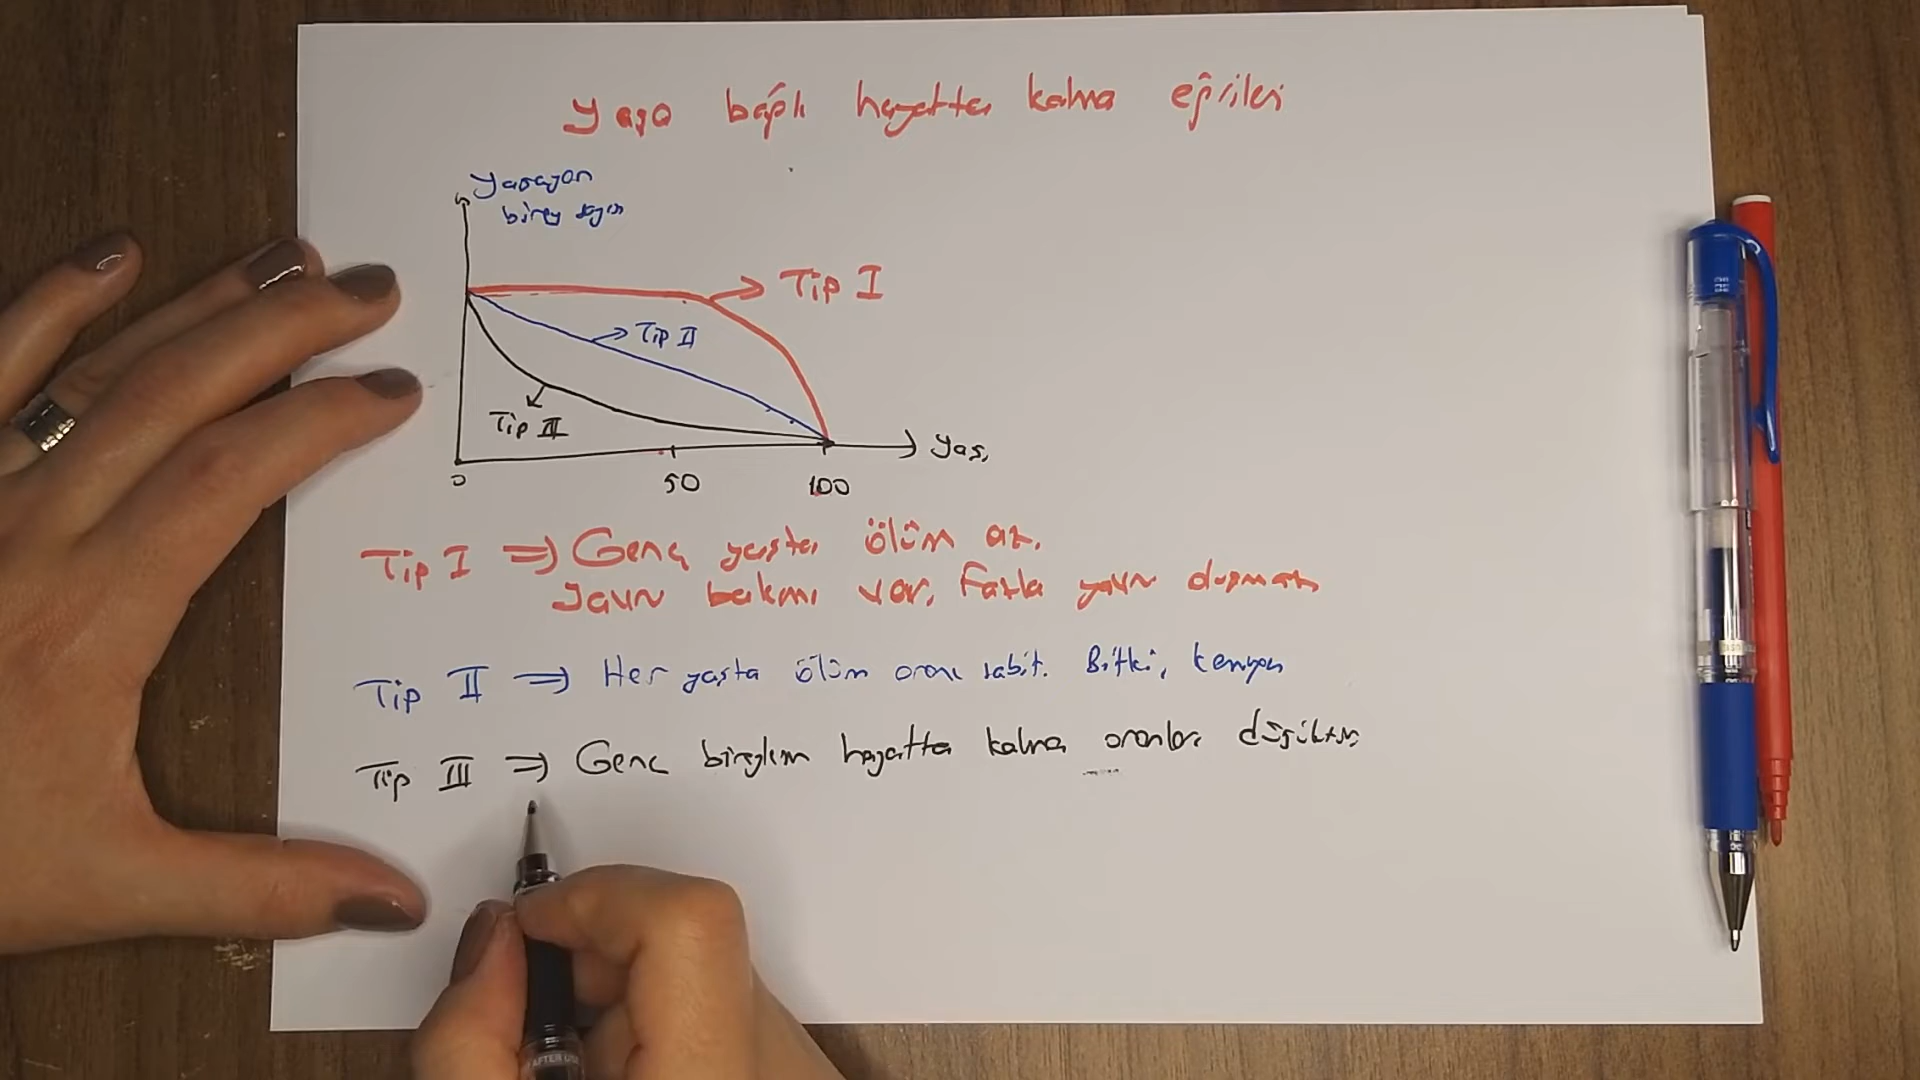 Yaşa bağlı hayatta kalma eğrileri
Yaşayan
birey sayısı
Tip I
Tip II
Tip III
Yaş
0 50 100
Tip I => Genç yaşta ölüm az.
Yavru bakımı var, Fazla yavru
Tip II => Her yaşta ölüm oranı sabit. Bitki,
Tip III => Genç bireylerin hayatta kalma oranları düşüktür.
AFTER USE